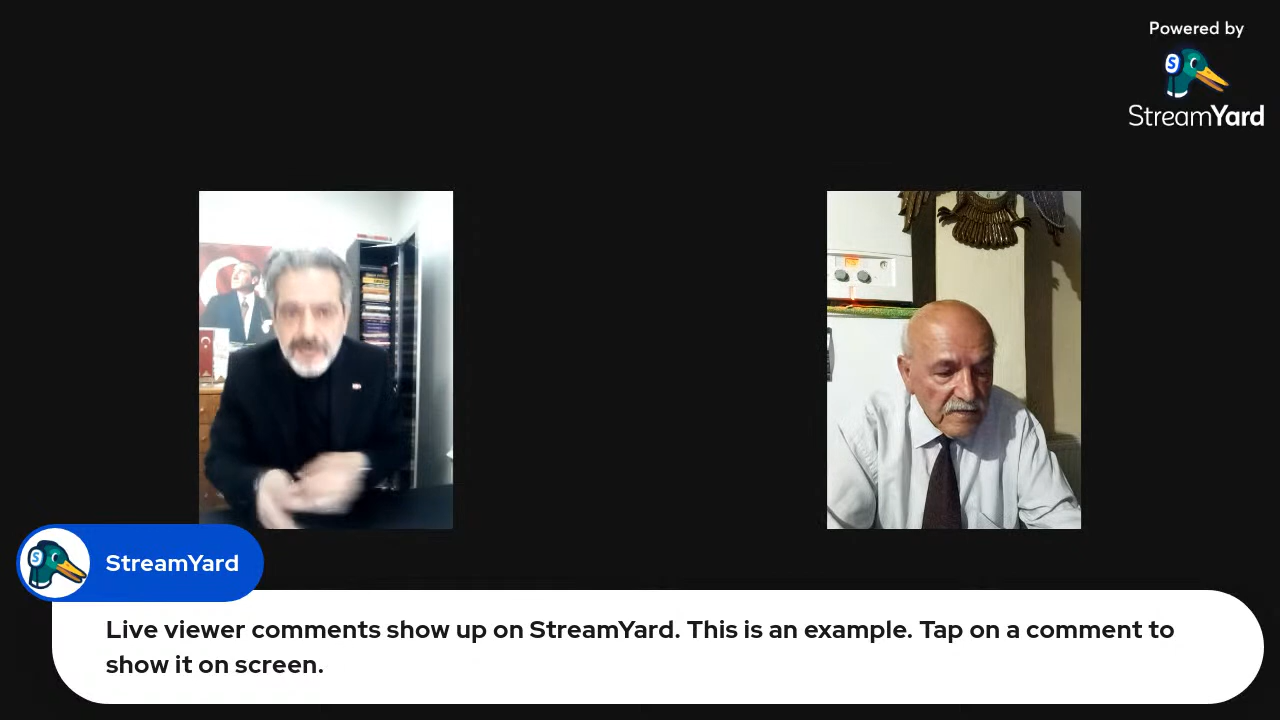 Powered by
StreamYard
StreamYard
Live viewer comments show up on StreamYard. This is an example. Tap on a comment to
show it on screen.